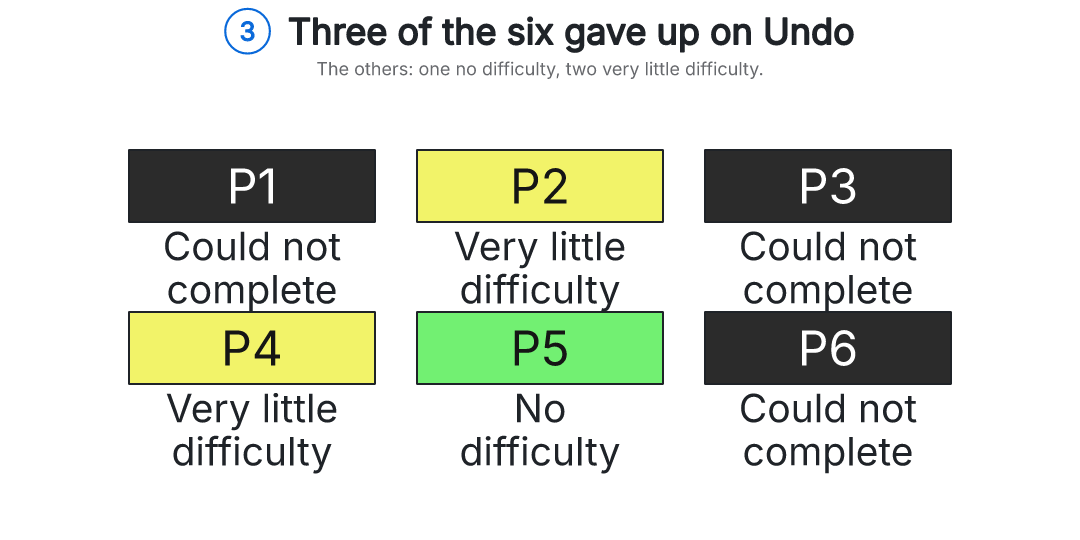 3 Three of the six gave up on Undo
The others: one no difficulty, two very little difficulty.
P1
Could not
complete
P2
Very little
difficulty
P3
Could not
complete
P4
Very little
difficulty
P5
No
difficulty
P6
Could not
complete